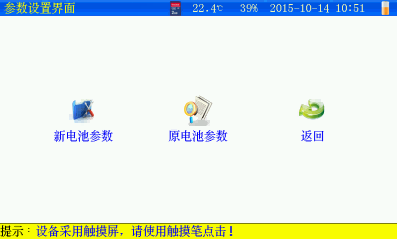 参数设置界面 22.4℃ 39% 2015-10-14 10:51
新电池参数 原电池参数 返回
提示：设备采用触摸屏，请使用触摸笔点击！